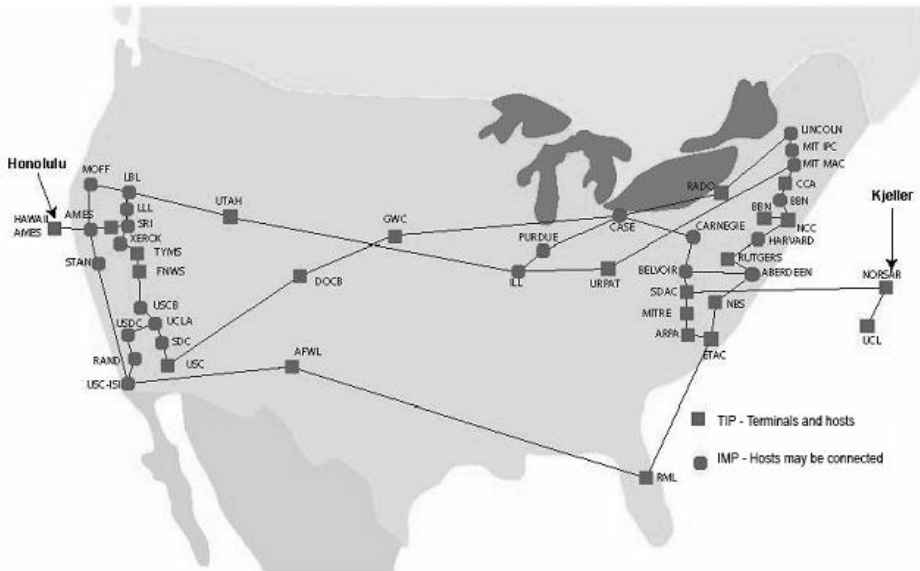 LINCOLN
MIT IPC
MIT MAC
Honolulu
MOFF
LBL
RADO
CCA
Kjeller
UTAH
LLL
BBN
BBN
HAWAII
AMES
AMES
SRI
GWC
CASE
CARNEGIE
NCC
XERCK
PURDUE
HARVARD
TYMS
STAN
RUTGERS
FNWS
BELVOIR
ABERDEEN
NORSAR
DOCB
ILL
URPAT
SDAC
NBS
USCB
MITRE
USDC
UCLA
SDC
ARPA
UCL
AFWL
ETAC
RAND
USC
USC-ISI
TIP - Terminals and hosts
IMP - Hosts may be connected
RML